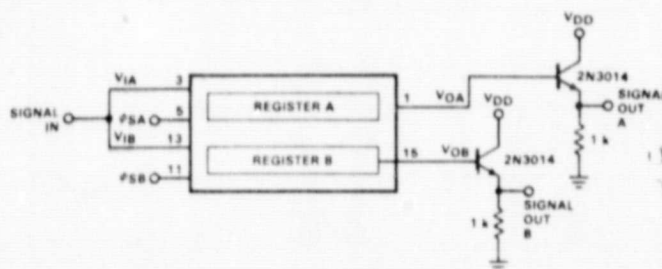 VDD
VIA
3
2N3014
SIGNAL
IN
φSA
5
REGISTER A
1
VOA
VDD
SIGNAL
OUT
A
VIB
13
1 k
REGISTER B
15
VOB
2N3014
φSB
11
SIGNAL
OUT
B
1 k